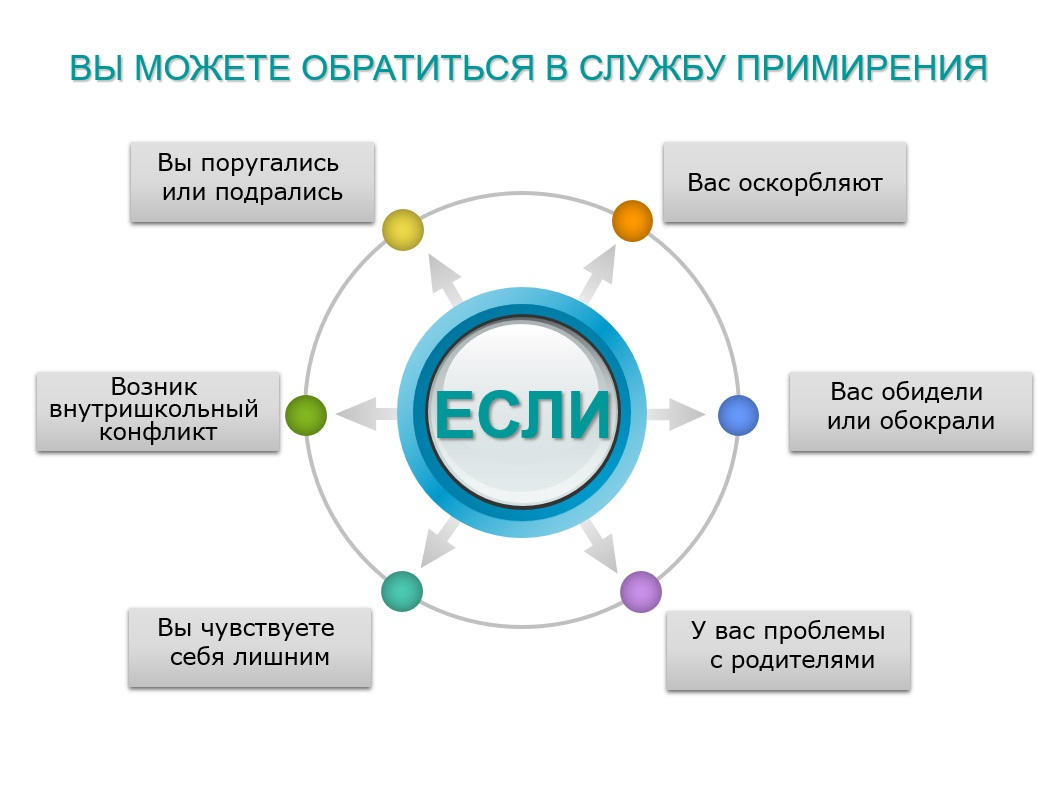 ВЫ МОЖЕТЕ ОБРАТИТЬСЯ В СЛУЖБУ ПРИМИРЕНИЯ
Вы поругались
или подрались
Вас оскорбляют
Возник
внутришкольный
конфликт
ЕСЛИ
Вас обидели
или обокрали
Вы чувствуете
себя лишним
У вас проблемы
с родителями